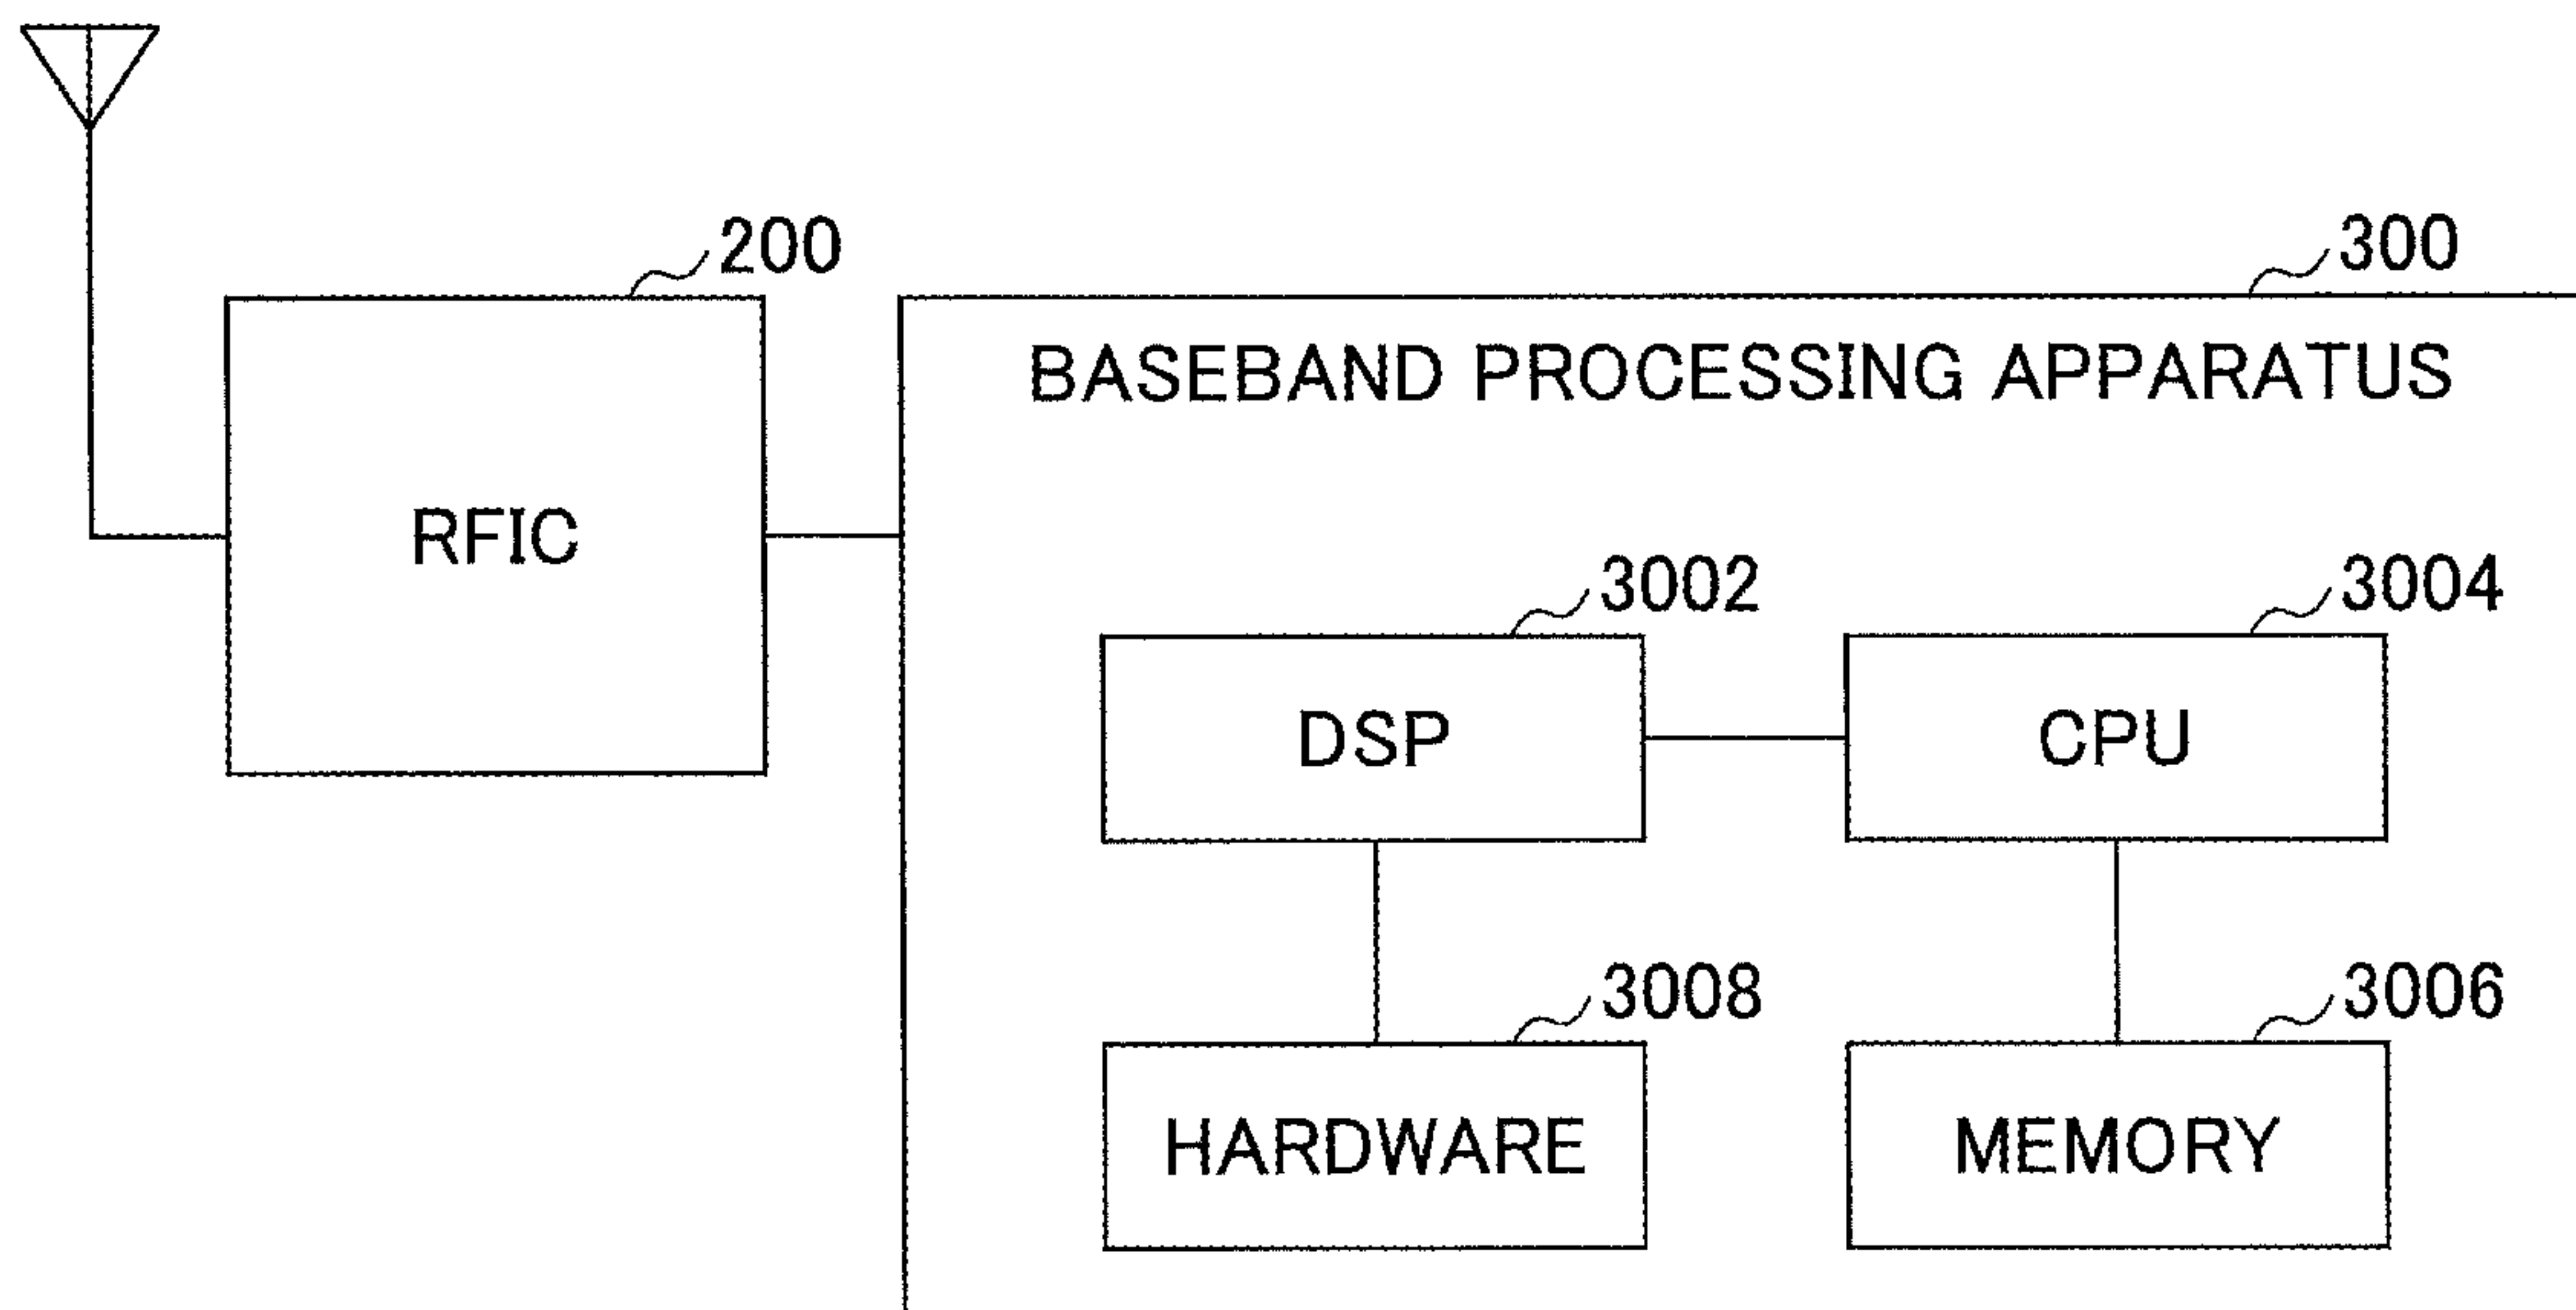 200
300
BASEBAND PROCESSING APPARATUS
RFIC
3002
3004
DSP
CPU
3008
3006
HARDWARE
MEMORY